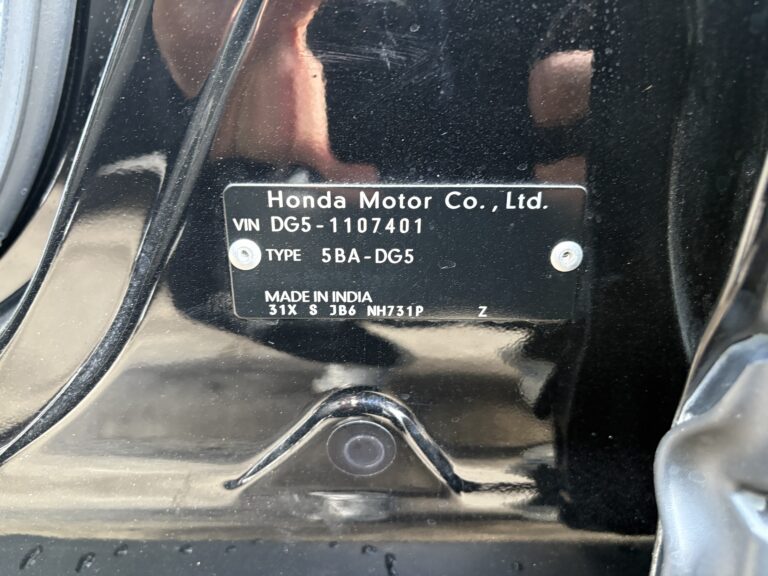 Honda Motor Co., Ltd.
VIN DG5-1107401
TYPE 5BA-DG5
MADE IN INDIA
31X S JB6 NH731P Z